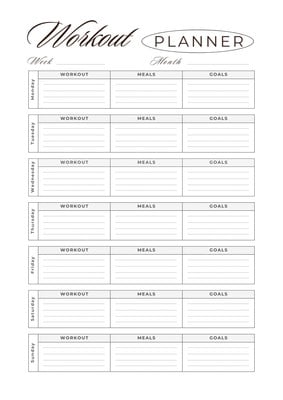 Workout PLANNER
Week Month
WORKOUT MEALS GOALS
Monday
WORKOUT MEALS GOALS
Tuesday
WORKOUT MEALS GOALS
Wednesday
WORKOUT MEALS GOALS
Thursday
WORKOUT MEALS GOALS
Friday
WORKOUT MEALS GOALS
Saturday
WORKOUT MEALS GOALS
Sunday